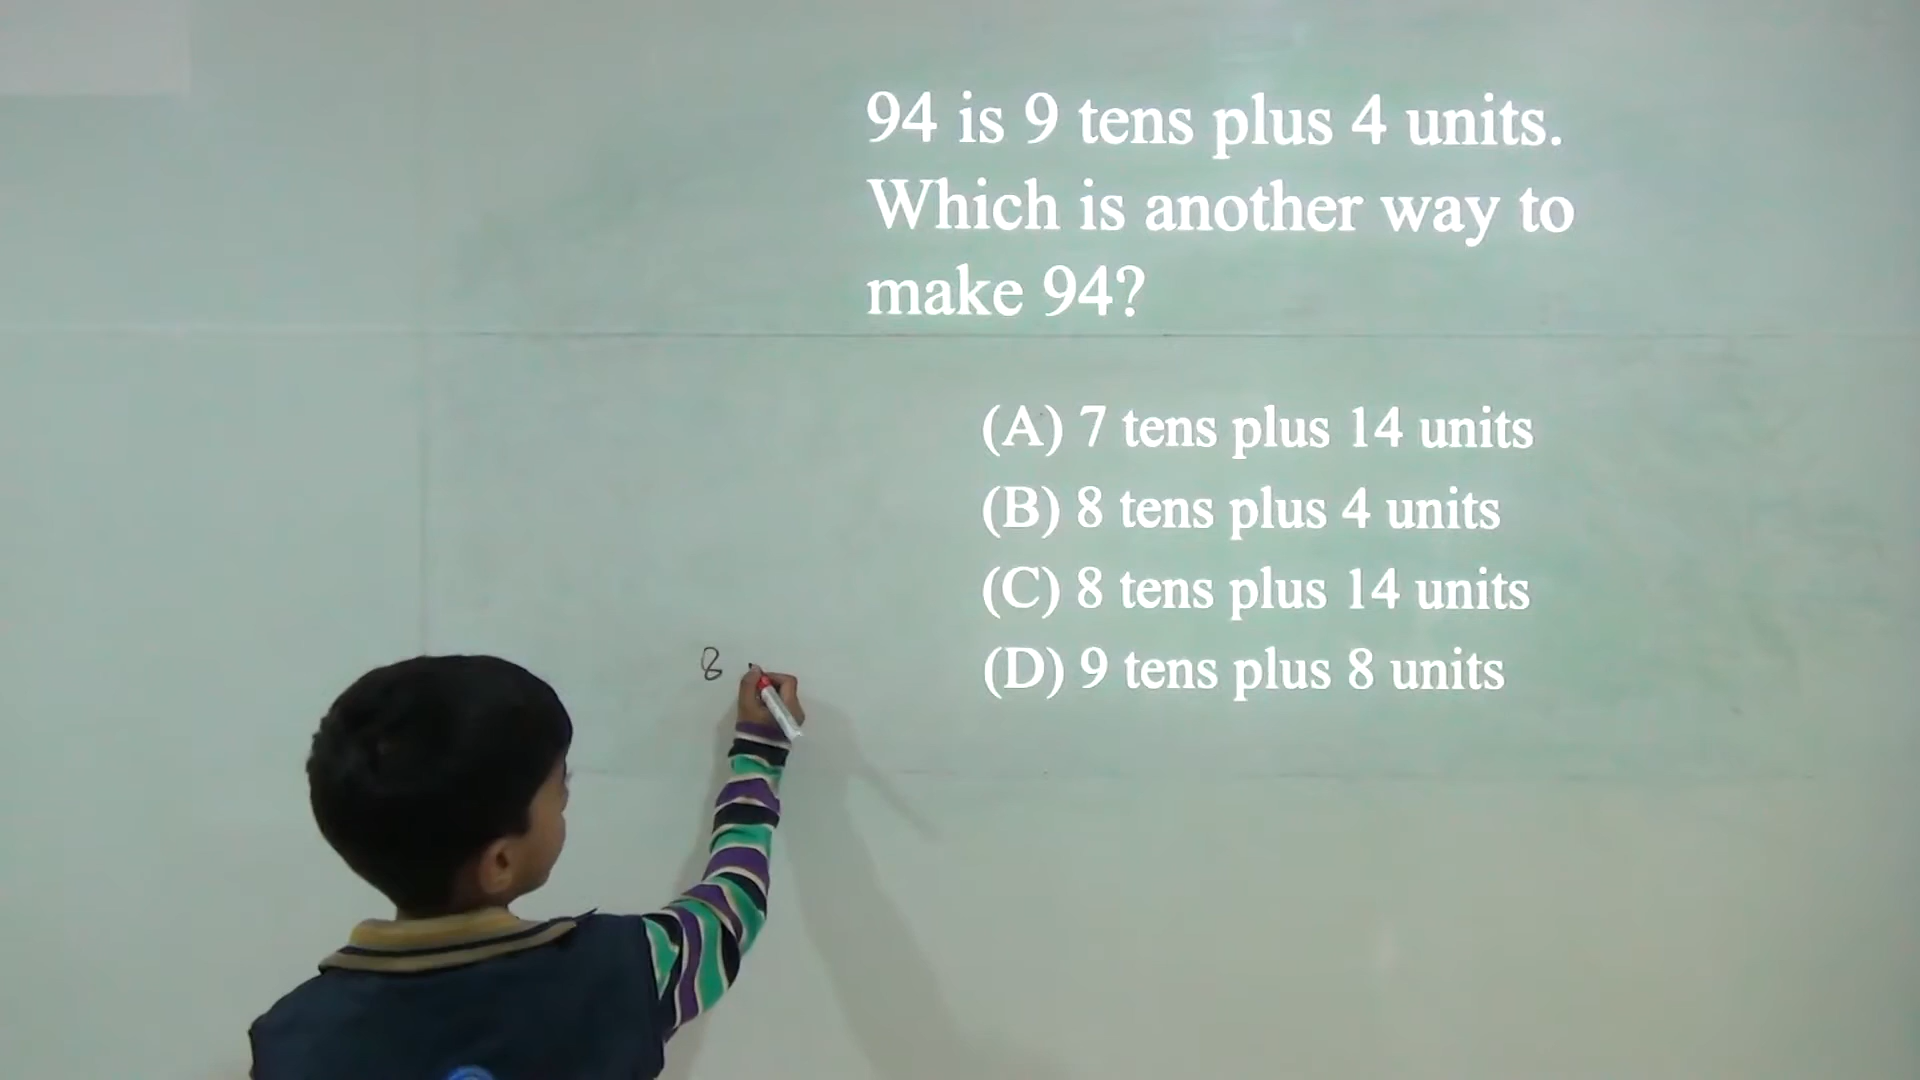 94 is 9 tens plus 4 units.
Which is another way to
make 94?
(A) 7 tens plus 14 units
(B) 8 tens plus 4 units
(C) 8 tens plus 14 units
(D) 9 tens plus 8 units
8